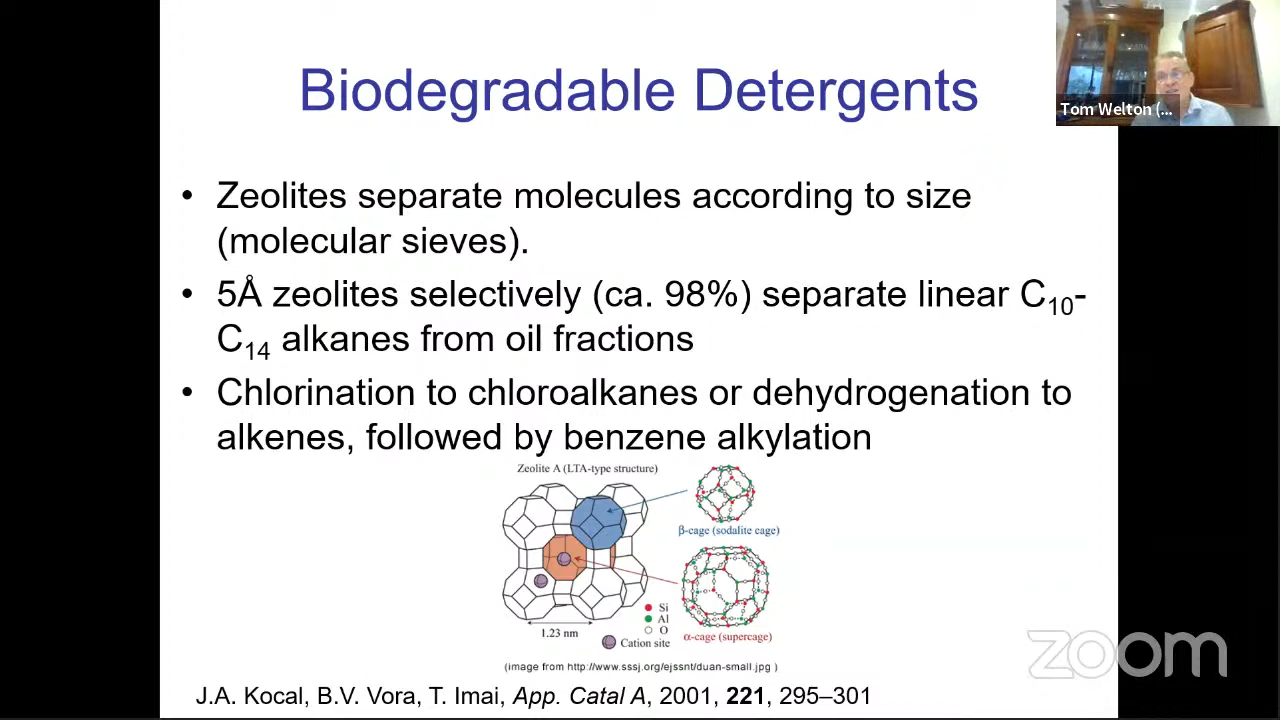 Biodegradable Detergents
Tom Welton (...
• Zeolites separate molecules according to size
(molecular sieves).
• 5Å zeolites selectively (ca. 98%) separate linear C₁₀-
C₁₄ alkanes from oil fractions
• Chlorination to chloroalkanes or dehydrogenation to
alkenes, followed by benzene alkylation
Zeolite A (LTA-type structure)
β-cage (sodalite cage)
Si
Al
O
1.23 nm
α-cage (supercage)
Cation site
(image from http://www.sssj.org/ejssnt/duan-small.jpg )
zoom
J.A. Kocal, B.V. Vora, T. Imai, App. Catal A, 2001, 221, 295–301